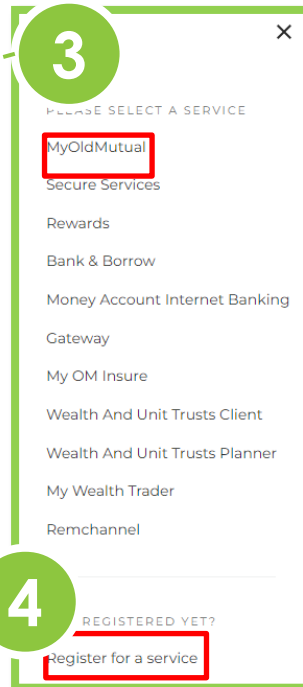 3
PLEASE SELECT A SERVICE
MyOldMutual
Secure Services
Rewards
Bank & Borrow
Money Account Internet Banking
Gateway
My OM Insure
Wealth And Unit Trusts Client
Wealth And Unit Trusts Planner
My Wealth Trader
Remchannel
4
REGISTERED YET?
Register for a service